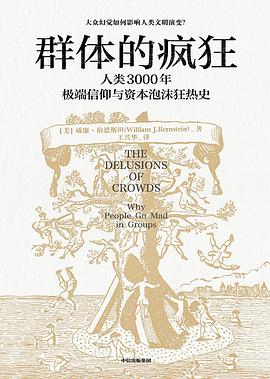 大众幻觉如何影响人类文明演变?
群体的疯狂
人类3000年
极端信仰与资本泡沫狂热史
[美] 威廉·伯恩斯坦(William J.Bernstein) 著
王兴华 译
THE
DELUSIONS OF
CROWDS
Why
People Go Mad
in Groups
中信出版集团